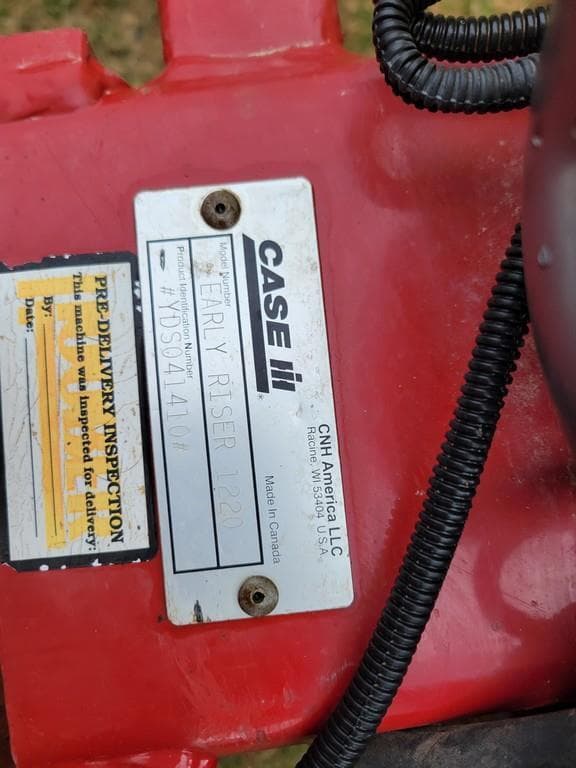 CASE III
CNH America LLC
Racine, WI 53404 U.S.A
Made In Canada
Model Number
EARLY RISER 1220
Product Identification Number
#YDS041410#
PRE-DELIVERY INSPECTION
This machine was inspected for delivery:
By:
Date: